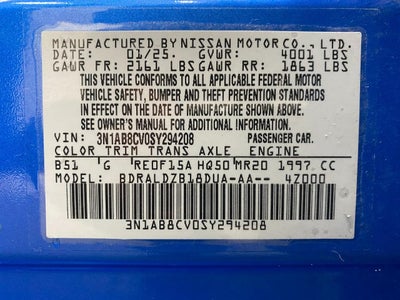 MANUFACTURED BY NISSAN MOTOR CO., LTD.
DATE: 01/25. GVWR: 4001 LBS
GAWR FR: 2161 LBS GAWR RR: 1863 LBS
THIS VEHICLE CONFORMS TO ALL APPLICABLE FEDERAL MOTOR
VEHICLE SAFETY, BUMPER AND THEFT PREVENTION STANDARDS
IN EFFECT ON THE DATE OF MANUFACTURE SHOWN ABOVE.
SEE OWNER'S MANUAL FOR ADDITIONAL INFORMATION.
VIN: 3N1AB8CV0SY294208 PASSENGER CAR.
COLOR TRIM TRANS AXLE ENGINE
B51 G RE0F15A HQ50 MR20 1997 CC
MODEL: BDRALDZB18DUA-AA-- 4Z000
3N1AB8CV0SY294208